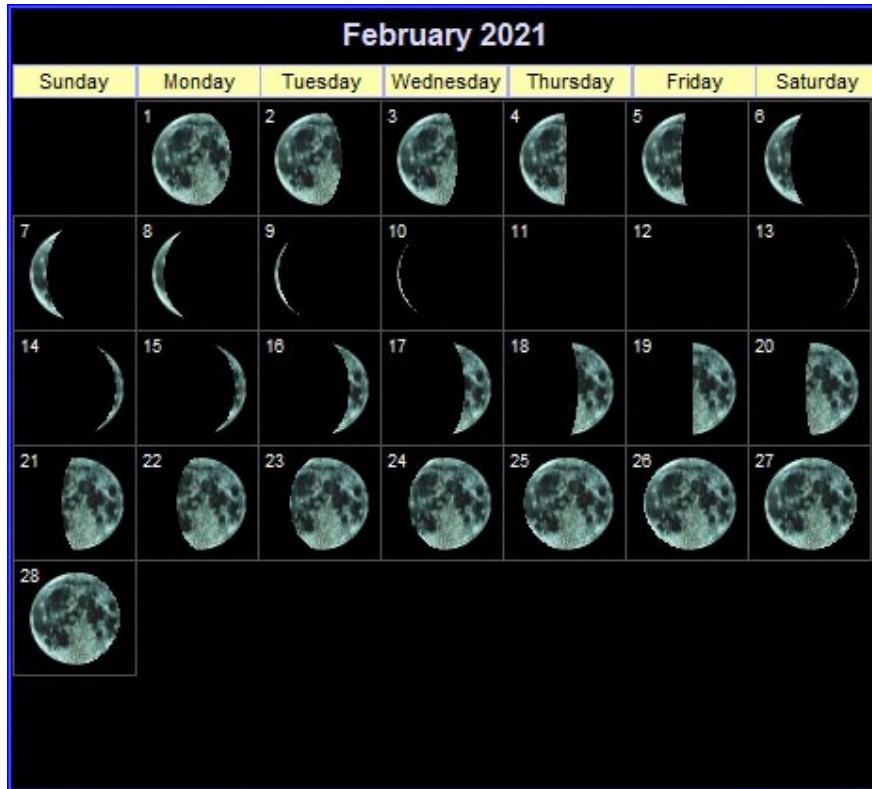 February 2021
Sunday Monday Tuesday Wednesday Thursday Friday Saturday
1 2 3 4 5 6
7 8 9 10 11 12 13
14 15 16 17 18 19 20
21 22 23 24 25 26 27
28